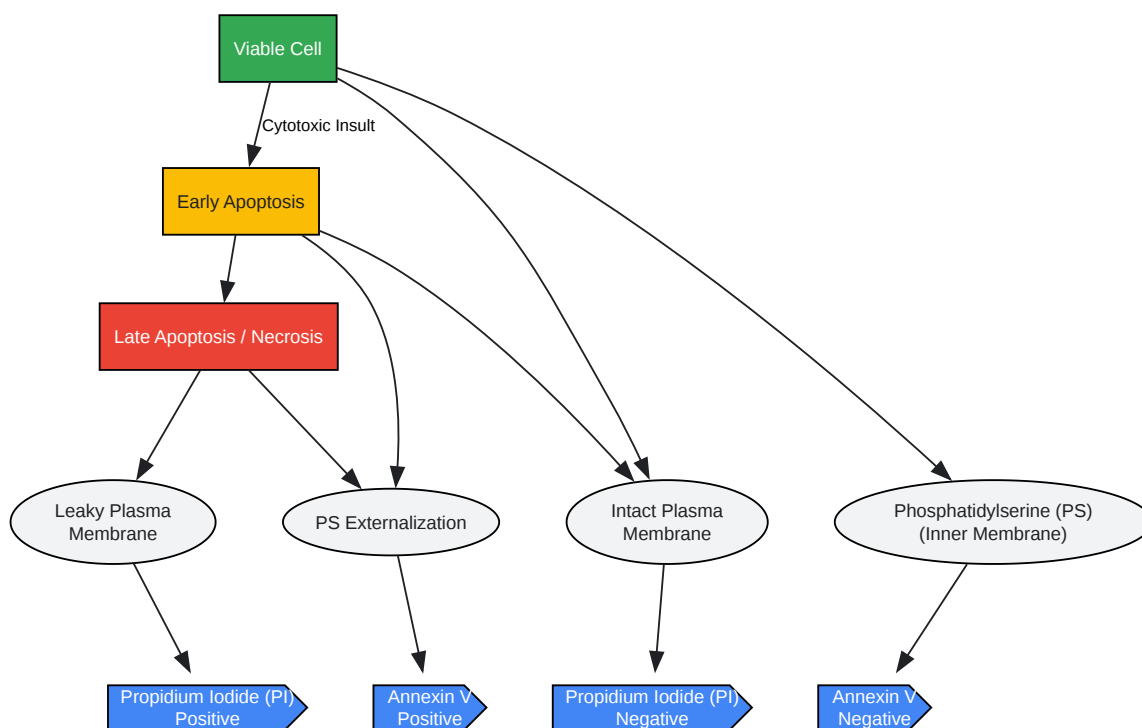 Viable Cell
Cytotoxic Insult
Early Apoptosis
Late Apoptosis / Necrosis
Leaky Plasma
Membrane
PS Externalization
Intact Plasma
Membrane
Phosphatidylserine (PS)
(Inner Membrane)
Propidium Iodide (PI)
Positive
Annexin V
Positive
Propidium Iodide (PI)
Negative
Annexin V
Negative